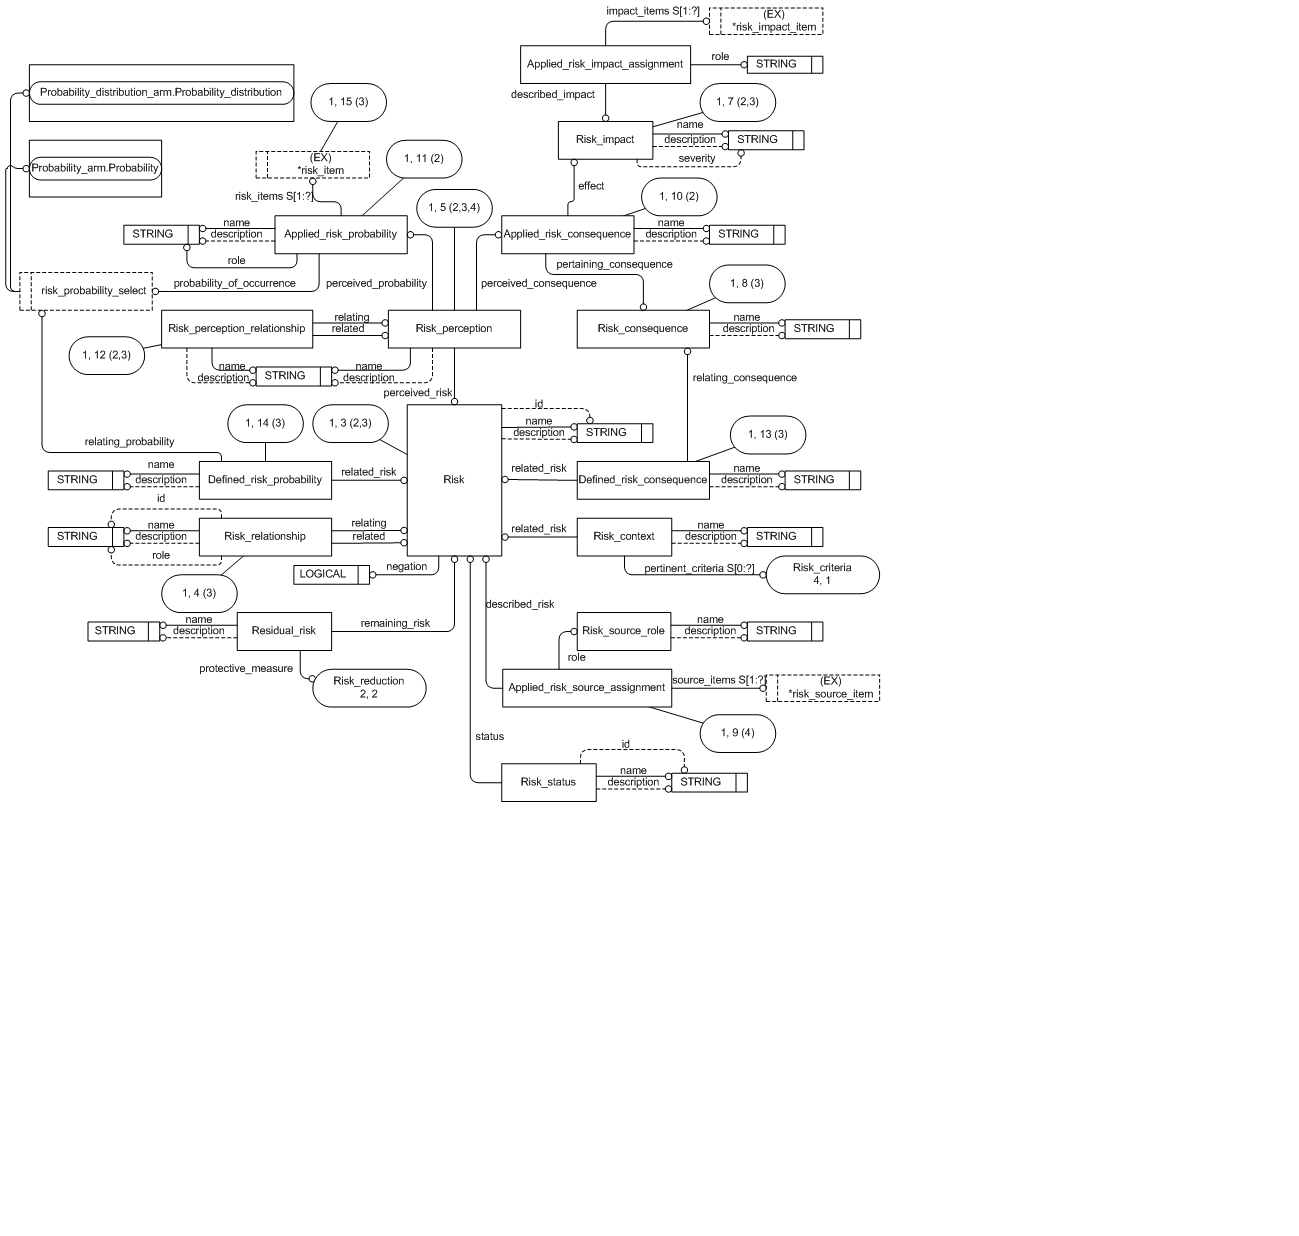 impact_items S[1:?]
(EX)
*risk_impact_item
Applied_risk_impact_assignment
role
STRING
described_impact
Probability_distribution_arm.Probability_distribution
1, 15 (3)
1, 7 (2,3)
Risk_impact
name
description
severity
STRING
Probability_arm.Probability
(EX)
*risk_item
1, 11 (2)
risk_items S[1:?]
effect
1, 5 (2,3,4)
1, 10 (2)
STRING
name
description
role
Applied_risk_probability
Applied_risk_consequence
name
description
STRING
pertaining_consequence
risk_probability_select
probability_of_occurrence
perceived_probability
perceived_consequence
1, 8 (3)
Risk_perception_relationship
relating
related
Risk_perception
Risk_consequence
name
description
STRING
1, 12 (2,3)
name
description
STRING
name
description
perceived_risk
relating_consequence
1, 14 (3)
1, 3 (2,3)
id
name
description
STRING
1, 13 (3)
relating_probability
STRING
name
description
Defined_risk_probability
related_risk
Risk
related_risk
Defined_risk_consequence
name
description
STRING
id
STRING
name
description
role
Risk_relationship
relating
related
related_risk
Risk_context
name
description
STRING
1, 4 (3)
LOGICAL
negation
pertinent_criteria S[0:?]
Risk_criteria
4, 1
described_risk
STRING
name
description
Residual_risk
remaining_risk
Risk_source_role
name
description
STRING
protective_measure
Risk_reduction
2, 2
role
Applied_risk_source_assignment
source_items S[1:?]
(EX)
*risk_source_item
1, 9 (4)
status
id
Risk_status
name
description
STRING